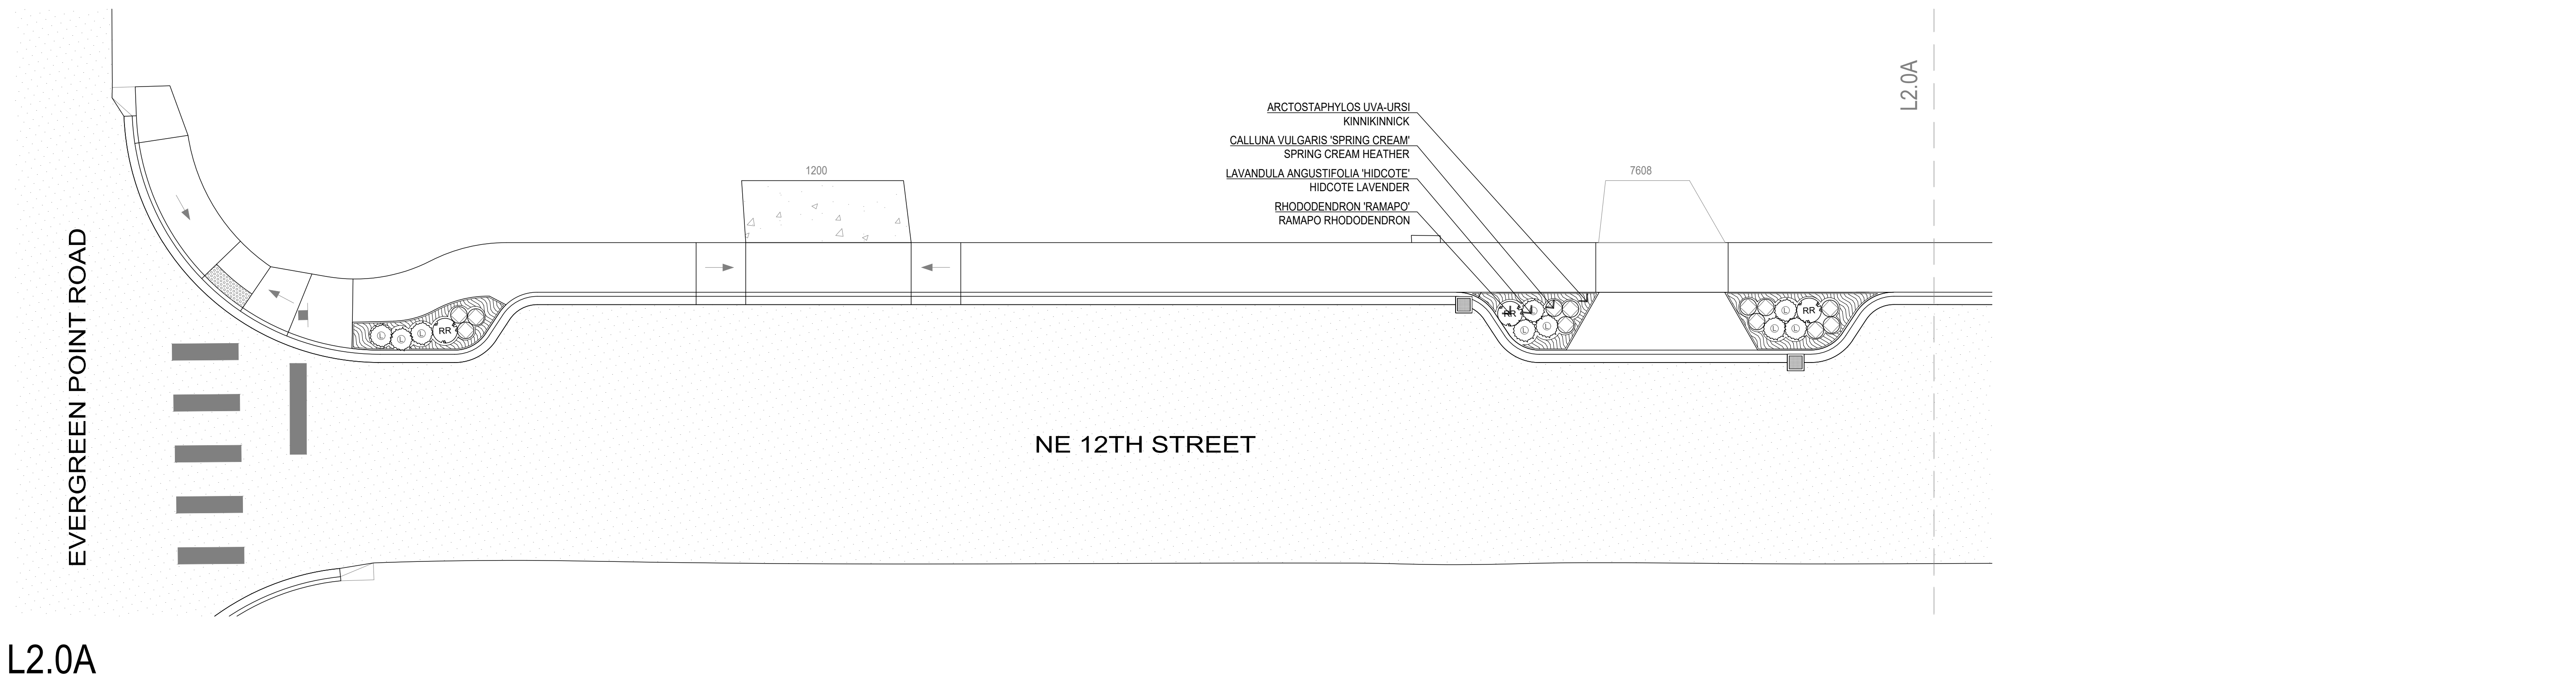 L2.0A
ARCTOSTAPHYLOS UVA-URSI
KINNIKINNICK
CALLUNA VULGARIS 'SPRING CREAM'
SPRING CREAM HEATHER
LAVANDULA ANGUSTIFOLIA 'HIDCOTE'
HIDCOTE LAVENDER
RHODODENDRON 'RAMAPO'
RAMAPO RHODODENDRON
1200
7608
EVERGREEN POINT ROAD
L
L
L
RR
RR
L
L
L
L
RR
L
L
NE 12TH STREET
L2.0A